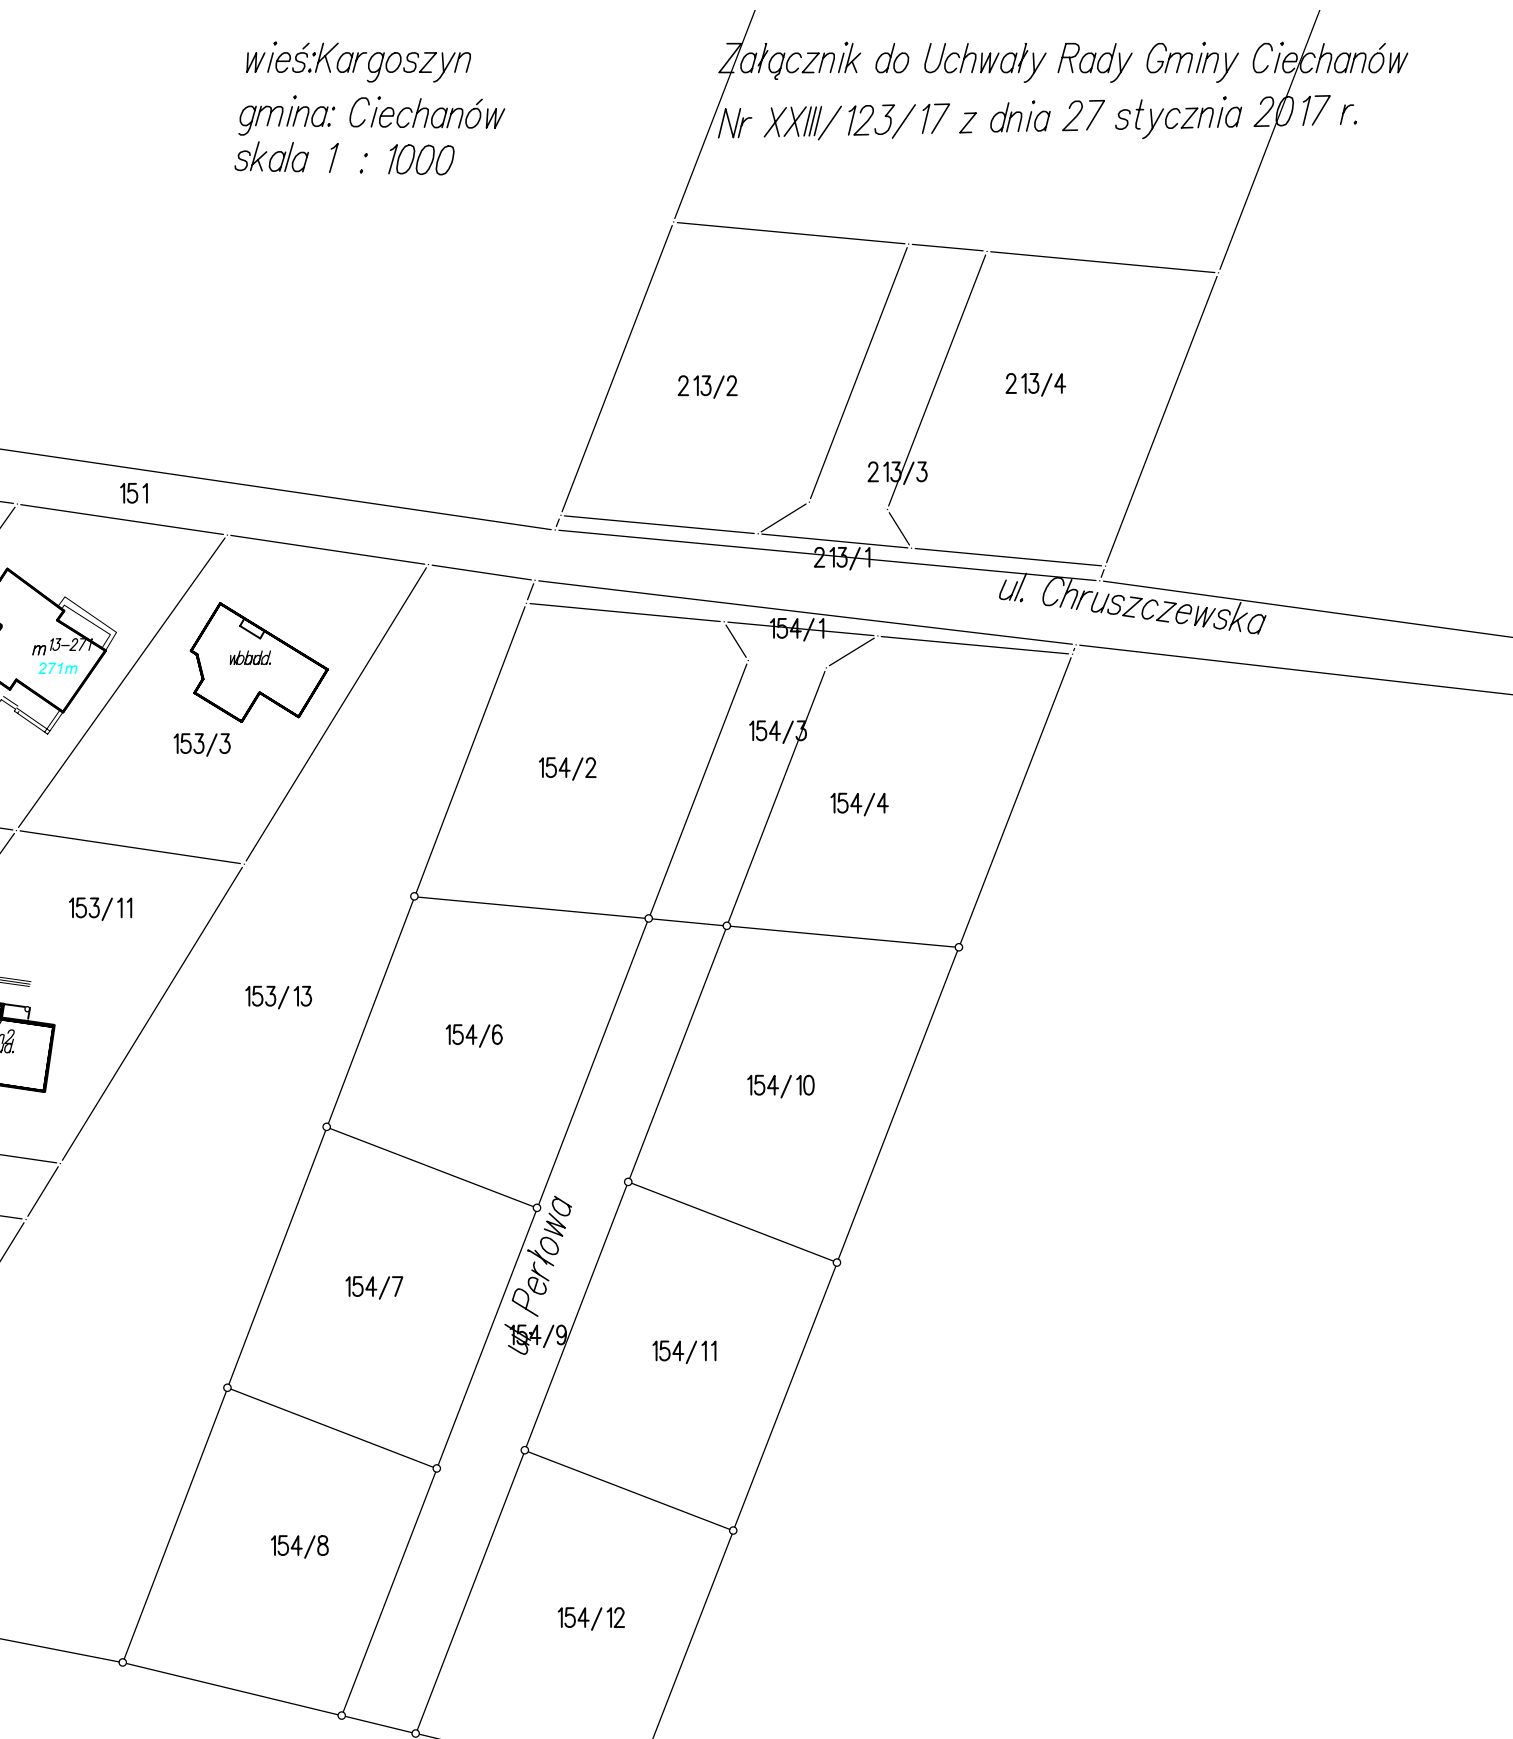 wieś:Kargoszyn
gmina: Ciechanów
skala 1 : 1000
Załącznik do Uchwały Rady Gminy Ciechanów
Nr XXIII/123/17 z dnia 27 stycznia 2017 r.
213/2
213/4
213/3
151
213/1
ul. Chruszczewska
154/1
m 13-271
271m
153/3
154/3
154/2
154/4
153/11
153/13
154/6
154/10
ul. Perłowa
154/7
154/9
154/11
154/8
154/12